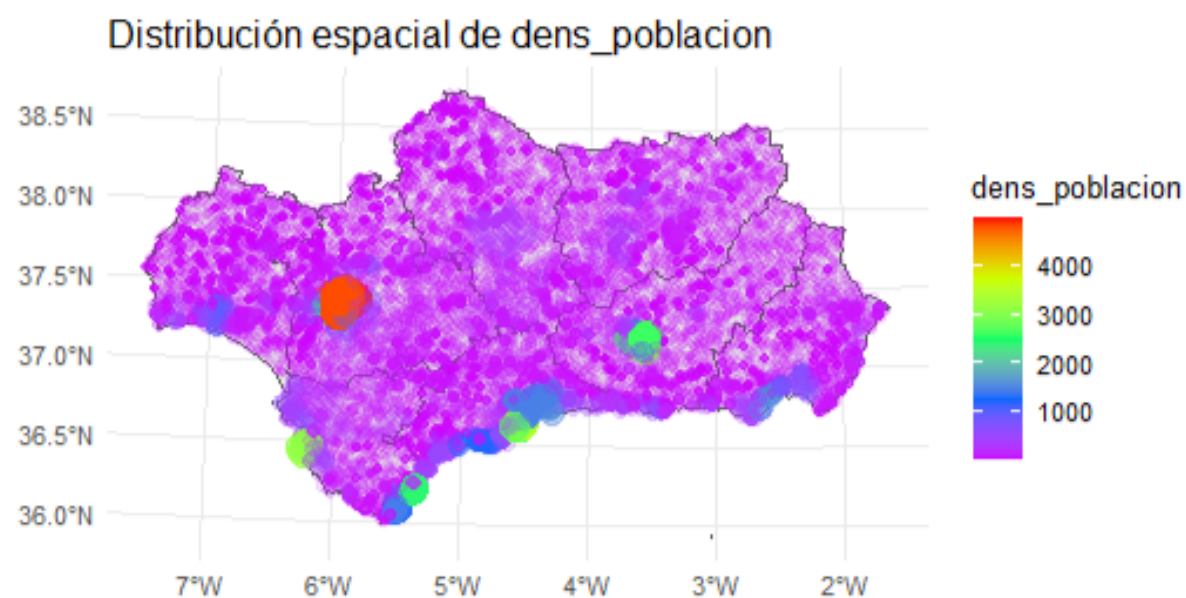 Distribución espacial de dens_poblacion
38.5°N
38.0°N
37.5°N
37.0°N
36.5°N
36.0°N
7°W 6°W 5°W 4°W 3°W 2°W
dens_poblacion
4000
3000
2000
1000